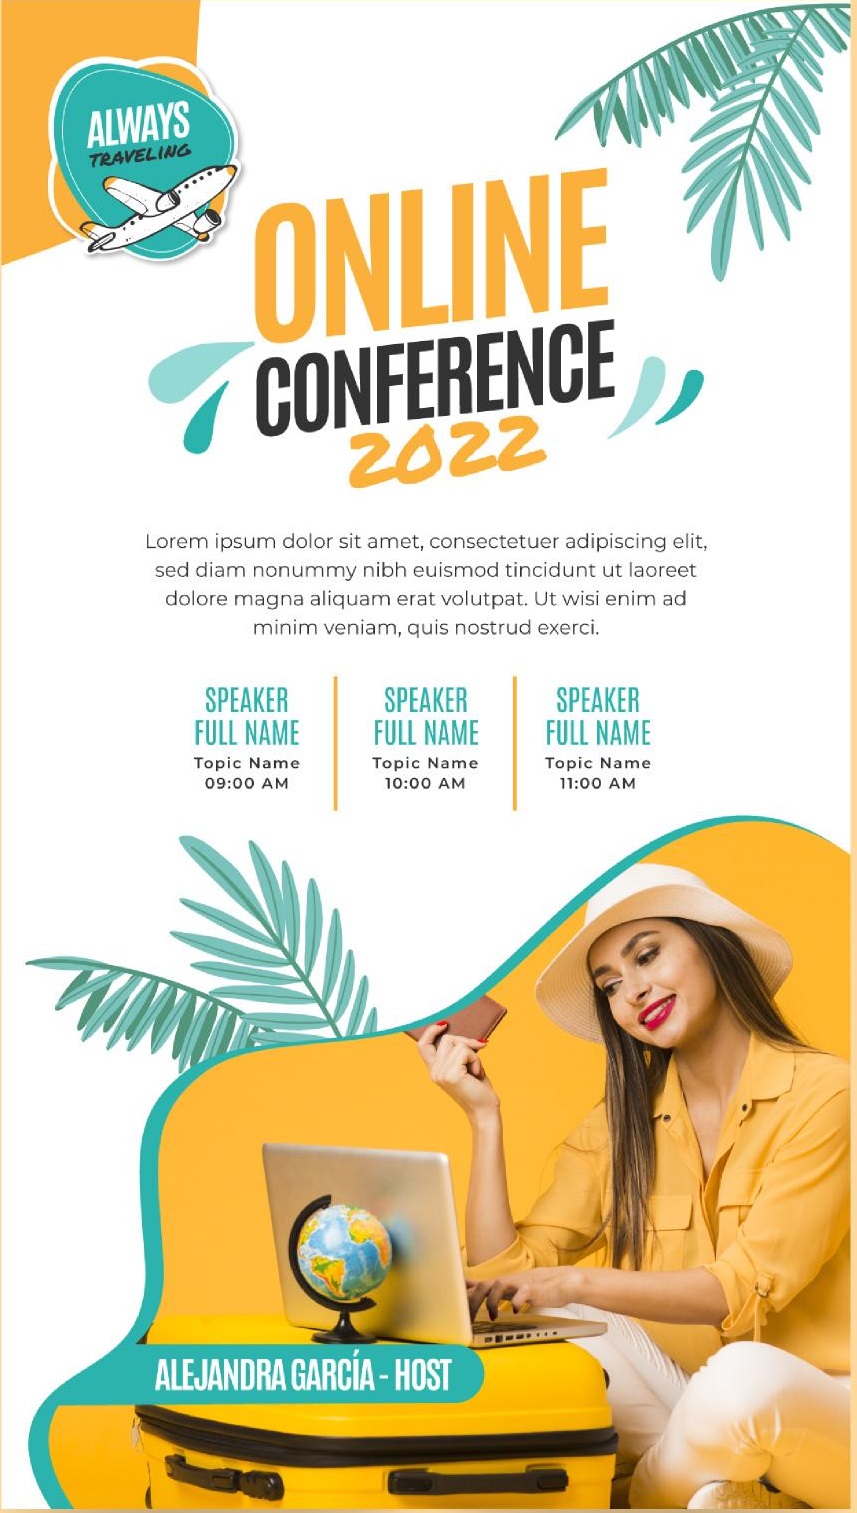 ALWAYS
TRAVELING
ONLINE
CONFERENCE
2022
Lorem ipsum dolor sit amet, consectetuer adipiscing elit,
sed diam nonummy nibh euismod tincidunt ut laoreet
dolore magna aliquam erat volutpat. Ut wisi enim ad
minim veniam, quis nostrud exerci.
SPEAKER
FULL NAME
Topic Name
09:00 AM
SPEAKER
FULL NAME
Topic Name
10:00 AM
SPEAKER
FULL NAME
Topic Name
11:00 AM
ALEJANDRA GARCÍA - HOST